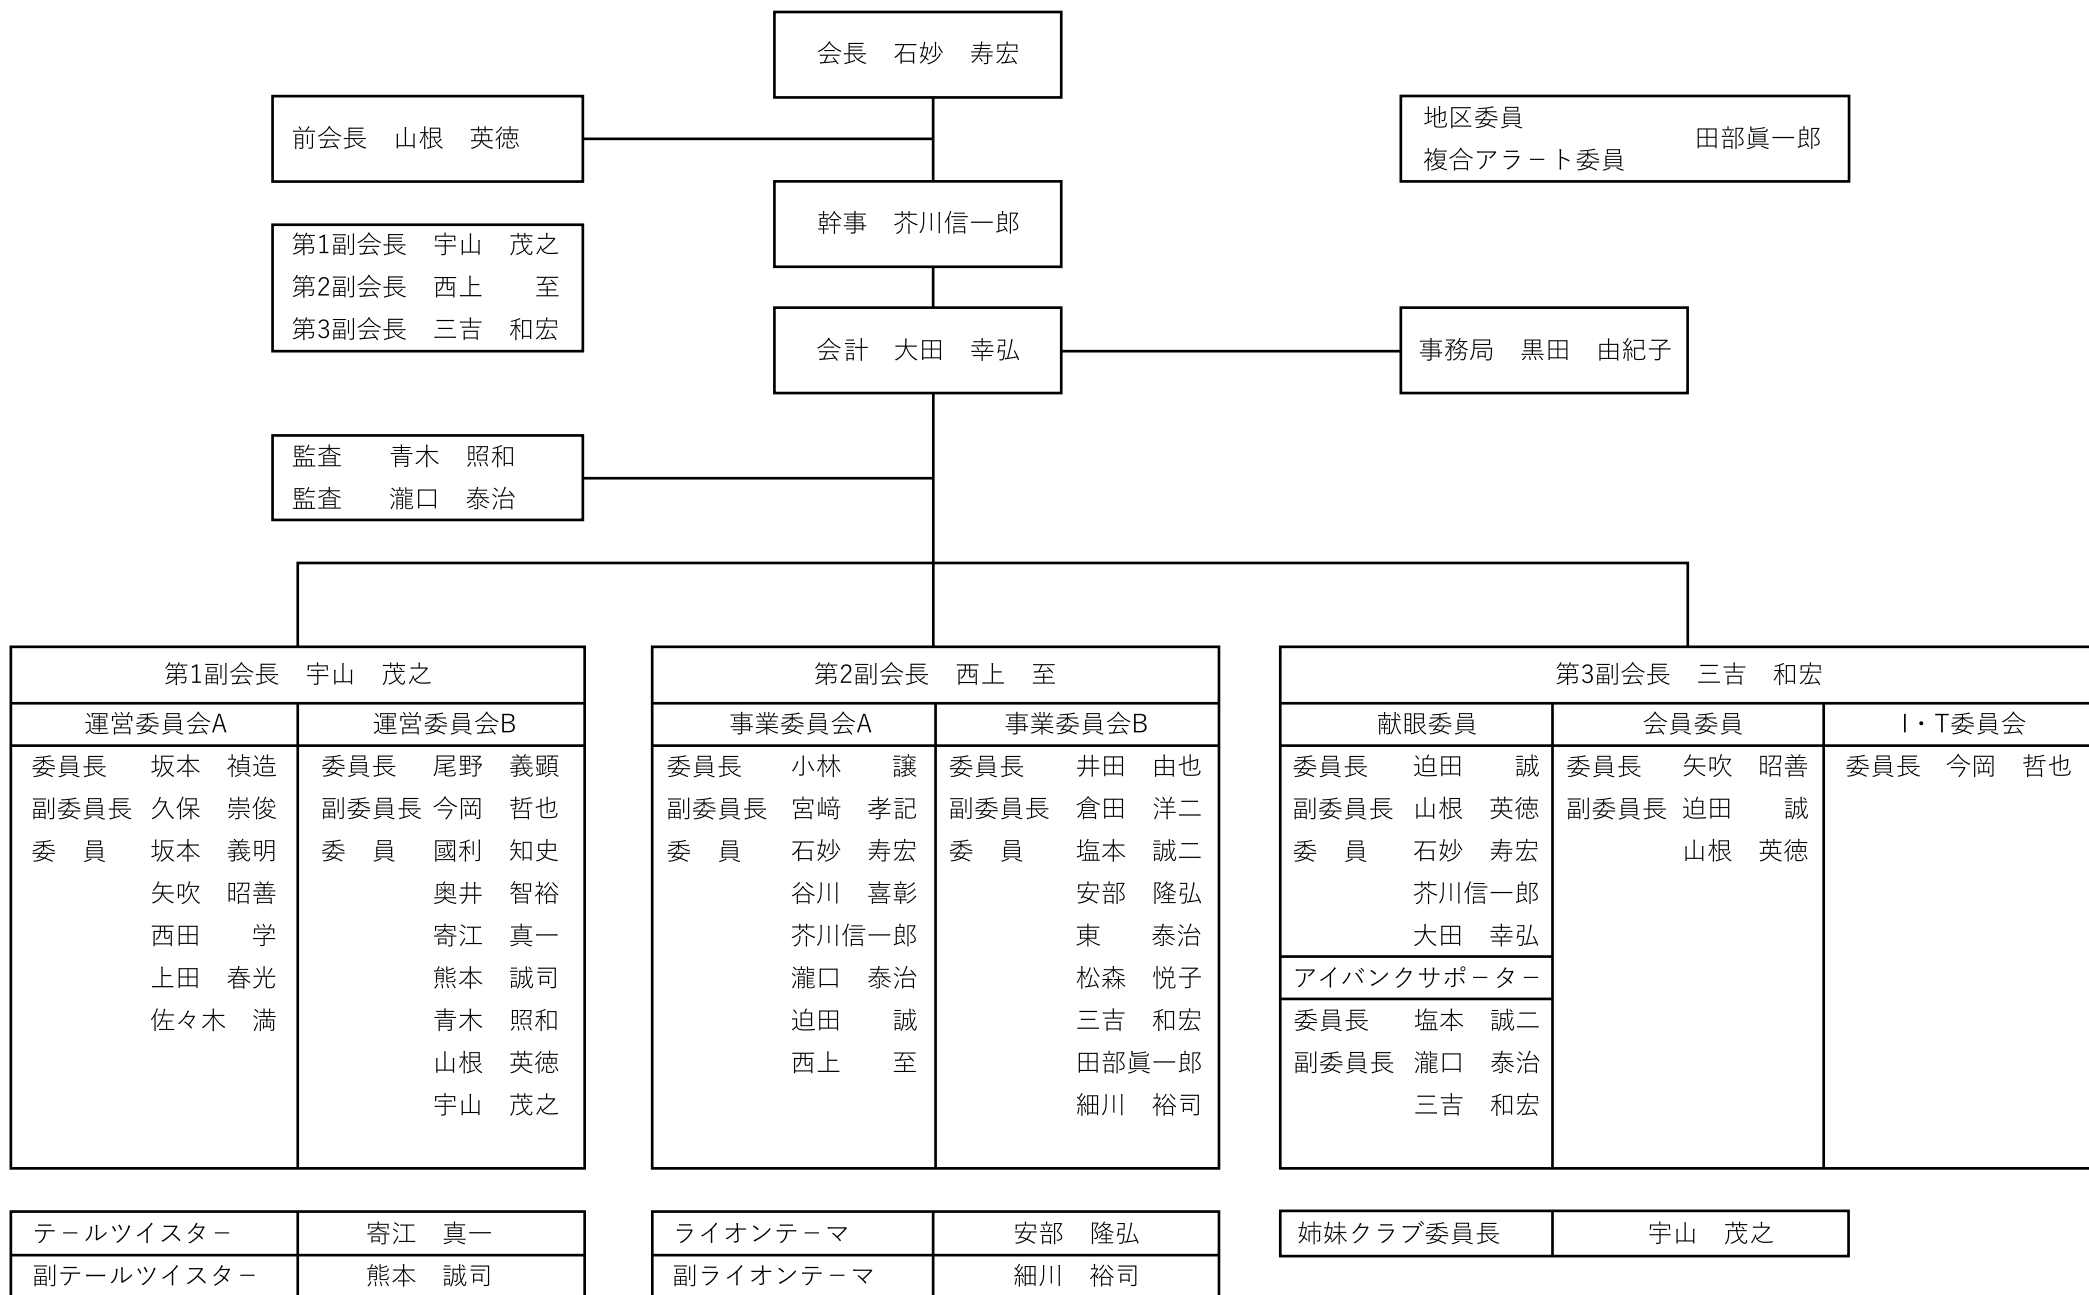 会長　石妙　寿宏
前会長　山根　英徳
地区委員
複合アラ－ト委員
田部眞一郎
幹事　芥川信一郎
第1副会長　宇山　茂之
第2副会長　西上　　至
第3副会長　三吉　和宏
会計　大田　幸弘
事務局　黒田　由紀子
監査　青木　照和
監査　瀧口　泰治
第1副会長　宇山　茂之
運営委員会A
委員長　坂本　禎造
副委員長　久保　崇俊
委　員　坂本　義明
矢吹　昭善
西田　　学
上田　春光
佐々木　満
運営委員会B
委員長　尾野　義顕
副委員長　今岡　哲也
委　員　國利　知史
奥井　智裕
寄江　真一
熊本　誠司
青木　照和
山根　英徳
宇山　茂之
第2副会長　西上　至
事業委員会A
委員長　小林　　譲
副委員長　宮﨑　孝記
委　員　石妙　寿宏
谷川　喜彰
芥川信一郎
瀧口　泰治
迫田　　誠
西上　　至
事業委員会B
委員長　井田　由也
副委員長　倉田　洋二
委　員　塩本　誠二
安部　隆弘
東　　泰治
松森　悦子
三吉　和宏
田部眞一郎
細川　裕司
第3副会長　三吉　和宏
献眼委員
委員長　迫田　　誠
副委員長　山根　英徳
委　員　石妙　寿宏
芥川信一郎
大田　幸弘
アイバンクサポ－タ－
委員長　塩本　誠二
副委員長　瀧口　泰治
三吉　和宏
会員委員
委員長　矢吹　昭善
副委員長　迫田　　誠
山根　英徳
I・T委員会
委員長　今岡　哲也
テ－ルツイスタ－　寄江　真一
副テールツイスタ－　熊本　誠司
ライオンテ－マ　安部　隆弘
副ライオンテ－マ　細川　裕司
姉妹クラブ委員長　宇山　茂之